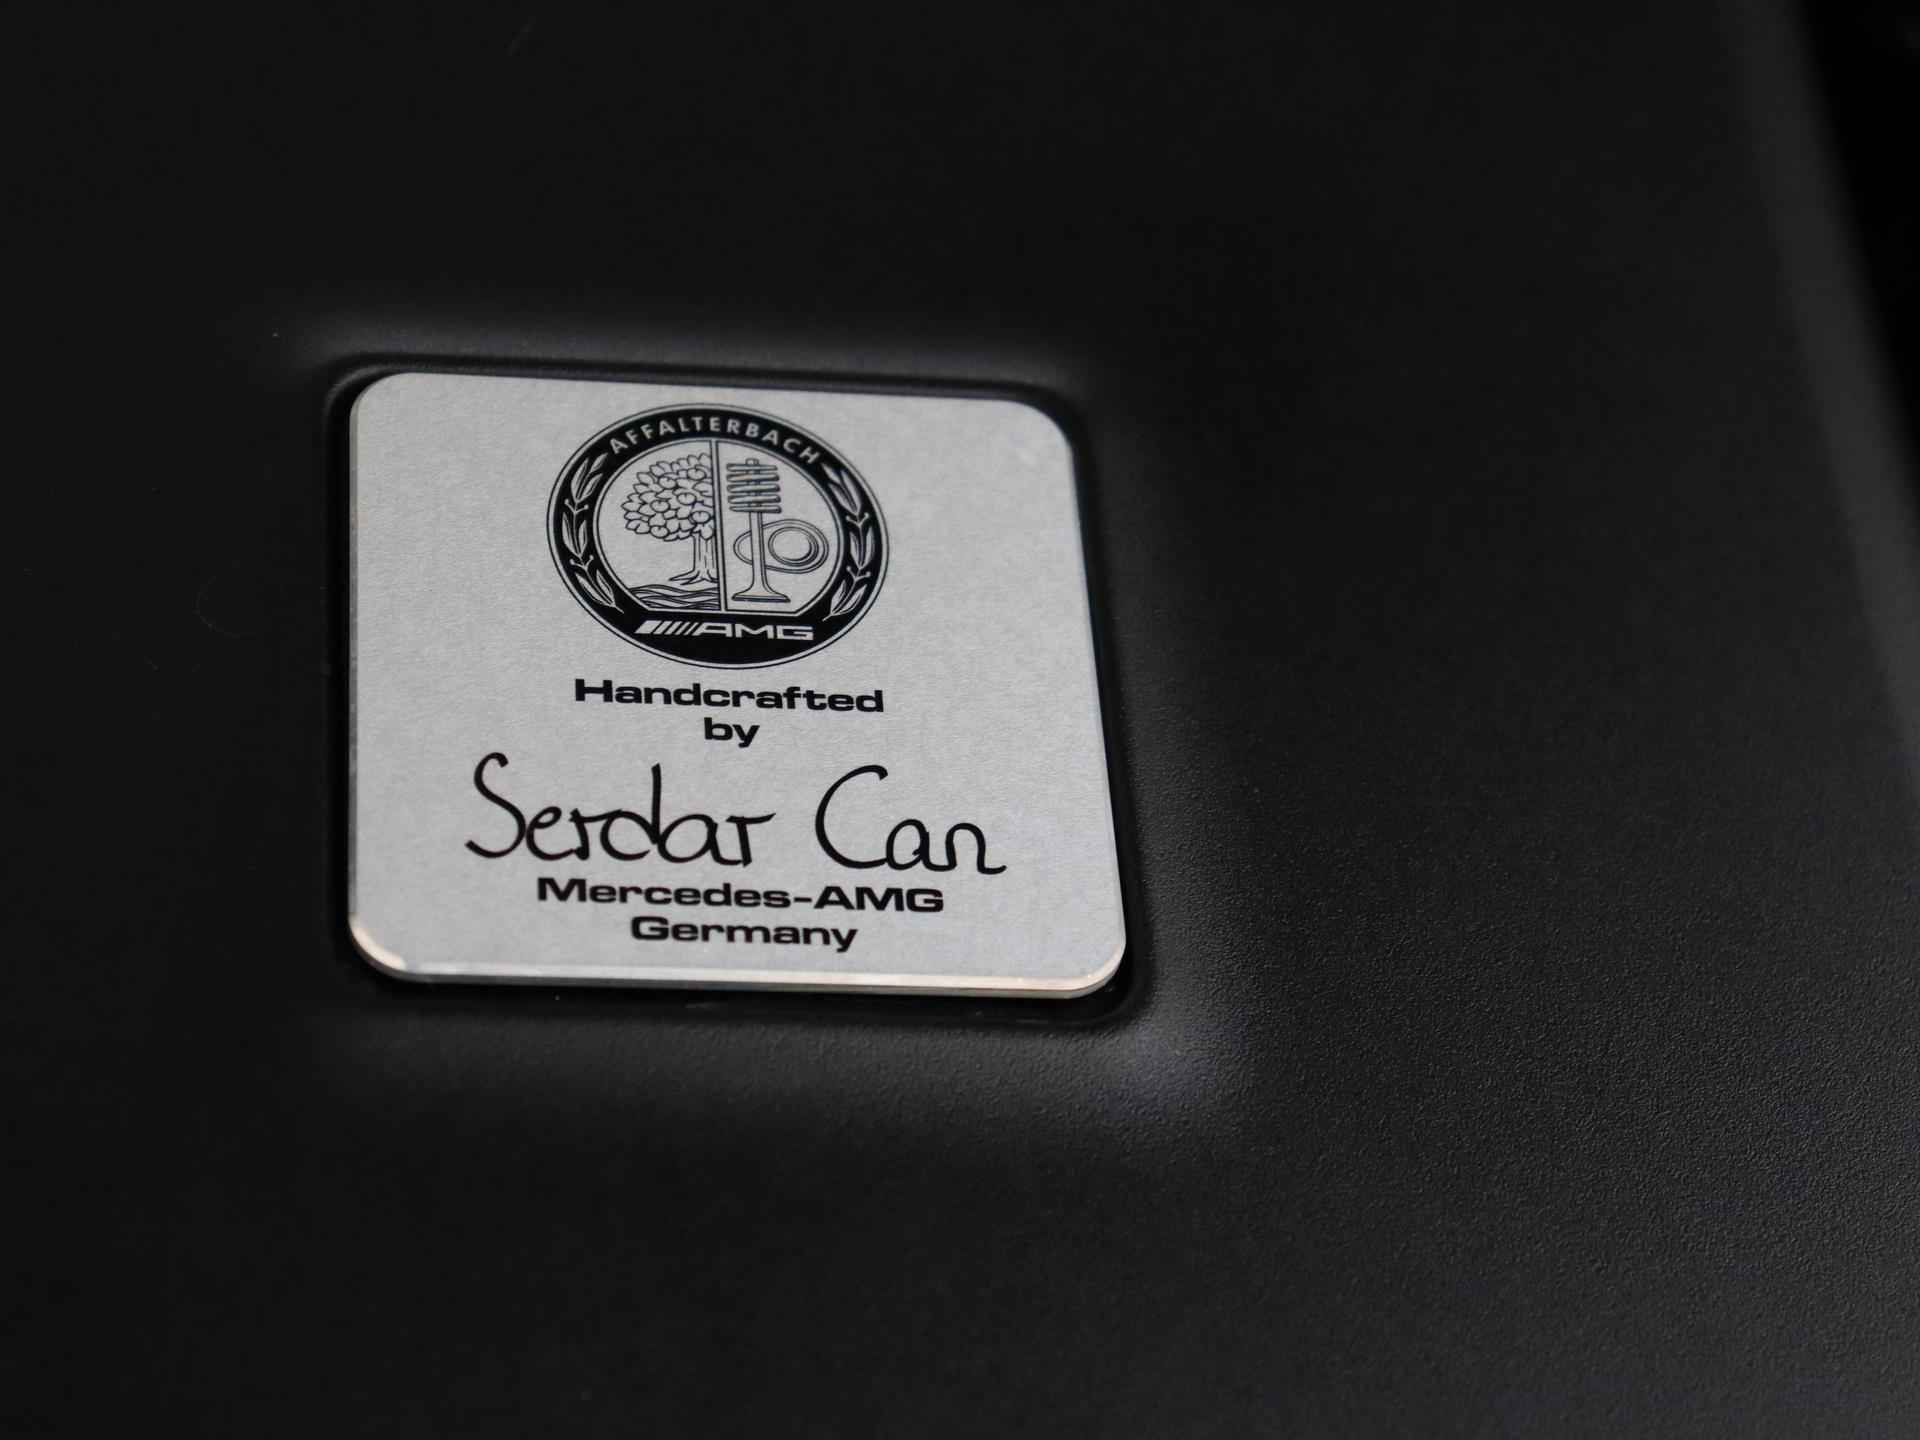 AFFALTERBACH
AMG
Handcrafted
by
Serdar Can
Mercedes-AMG
Germany